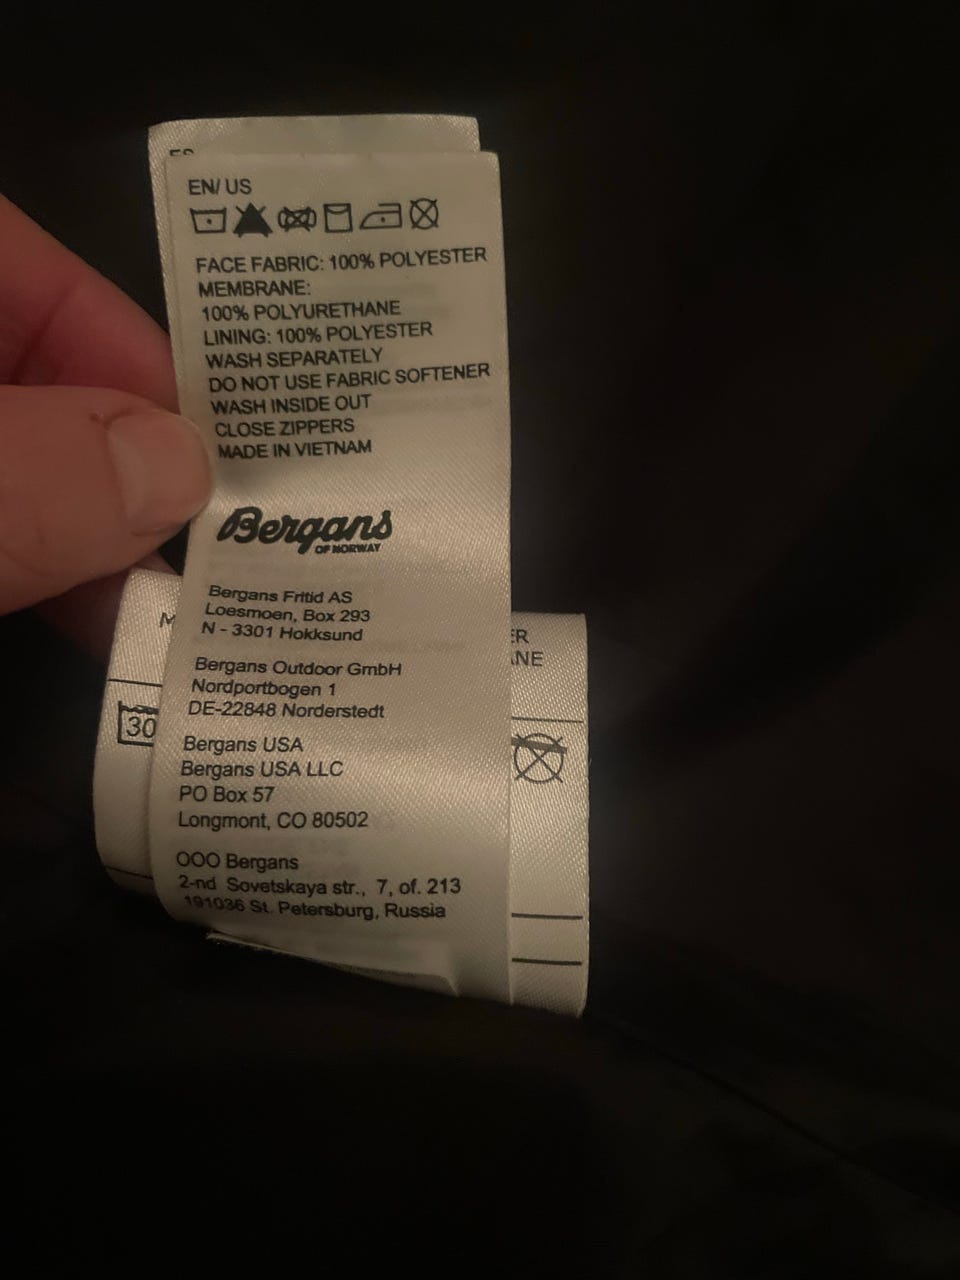 EN/ US
FACE FABRIC: 100% POLYESTER
MEMBRANE:
100% POLYURETHANE
LINING: 100% POLYESTER
WASH SEPARATELY
DO NOT USE FABRIC SOFTENER
WASH INSIDE OUT
CLOSE ZIPPERS
MADE IN VIETNAM
Bergans
OF NORWAY
Bergans Fritid AS
Loesmoen, Box 293
N - 3301 Hokksund
Bergans Outdoor GmbH
Nordportbogen 1
DE-22848 Norderstedt
Bergans USA
Bergans USA LLC
PO Box 57
Longmont, CO 80502
OOO Bergans
2-nd Sovetskaya str., 7, of. 213
191036 St. Petersburg, Russia
30